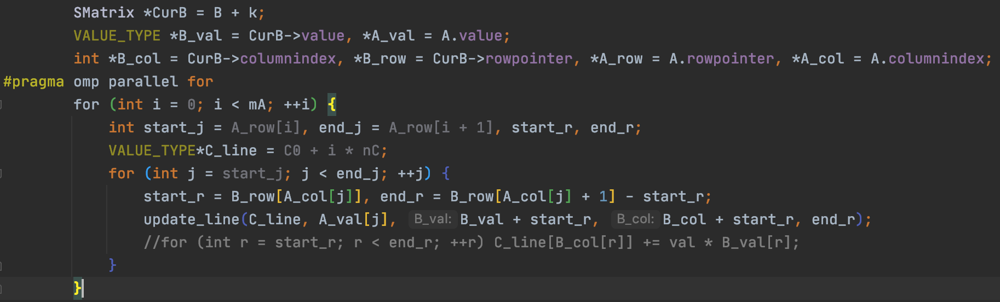 SMatrix *CurB = B + k;
VALUE_TYPE *B_val = CurB->value, *A_val = A.value;
int *B_col = CurB->columnindex, *B_row = CurB->rowpointer, *A_row = A.rowpointer, *A_col = A.columnindex;
#pragma omp parallel for
for (int i = 0; i < mA; ++i) {
int start_j = A_row[i], end_j = A_row[i + 1], start_r, end_r;
VALUE_TYPE*C_line = C0 + i * nC;
for (int j = start_j; j < end_j; ++j) {
start_r = B_row[A_col[j]], end_r = B_row[A_col[j] + 1] - start_r;
update_line(C_line, A_val[j], B_val: B_val + start_r, B_col: B_col + start_r, end_r);
//for (int r = start_r; r < end_r; ++r) C_line[B_col[r]] += val * B_val[r];
}
}